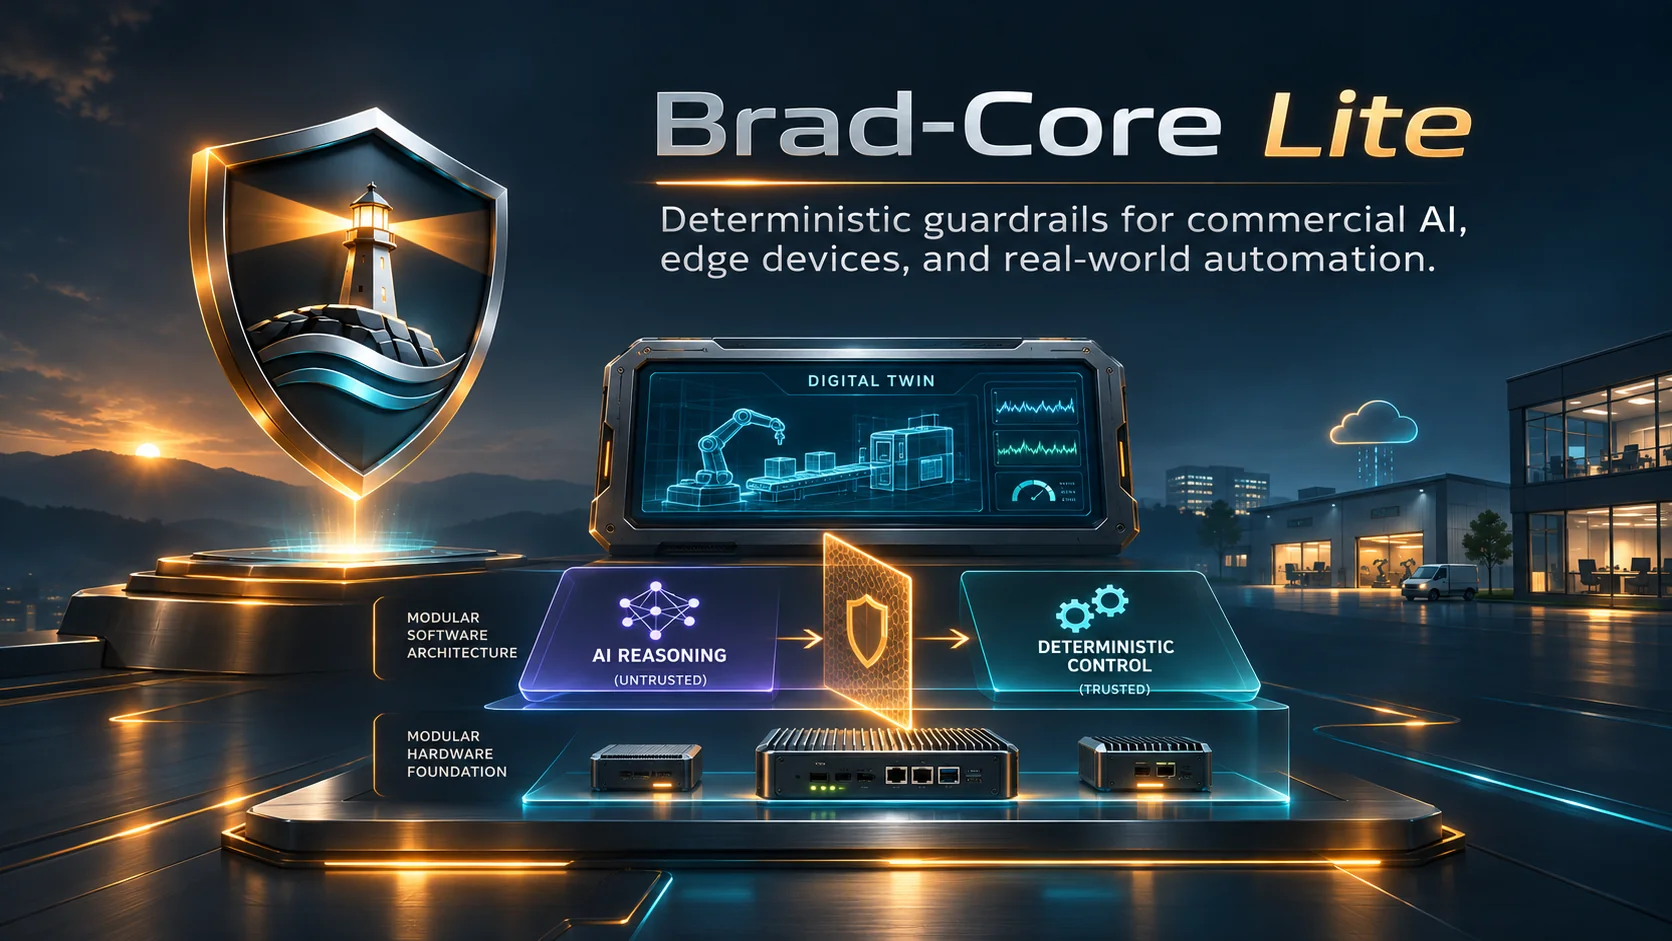 Brad-Core Lite
Deterministic guardrails for commercial AI,
edge devices, and real-world automation.
DIGITAL TWIN
MODULAR
SOFTWARE
ARCHITECTURE
AI REASONING
(UNTRUSTED)
DETERMINISTIC
CONTROL
(TRUSTED)
MODULAR
HARDWARE
FOUNDATION